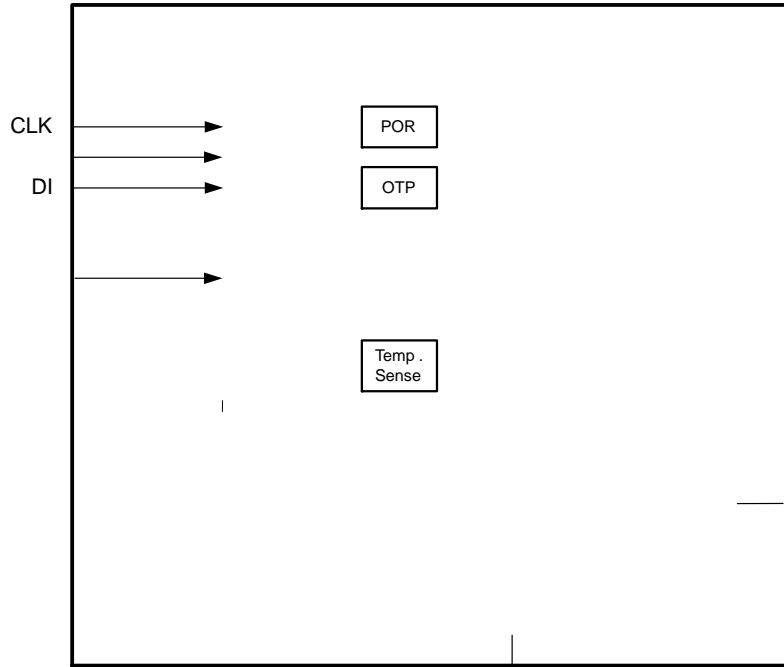 CLK
POR
DI
OTP
Temp .
Sense